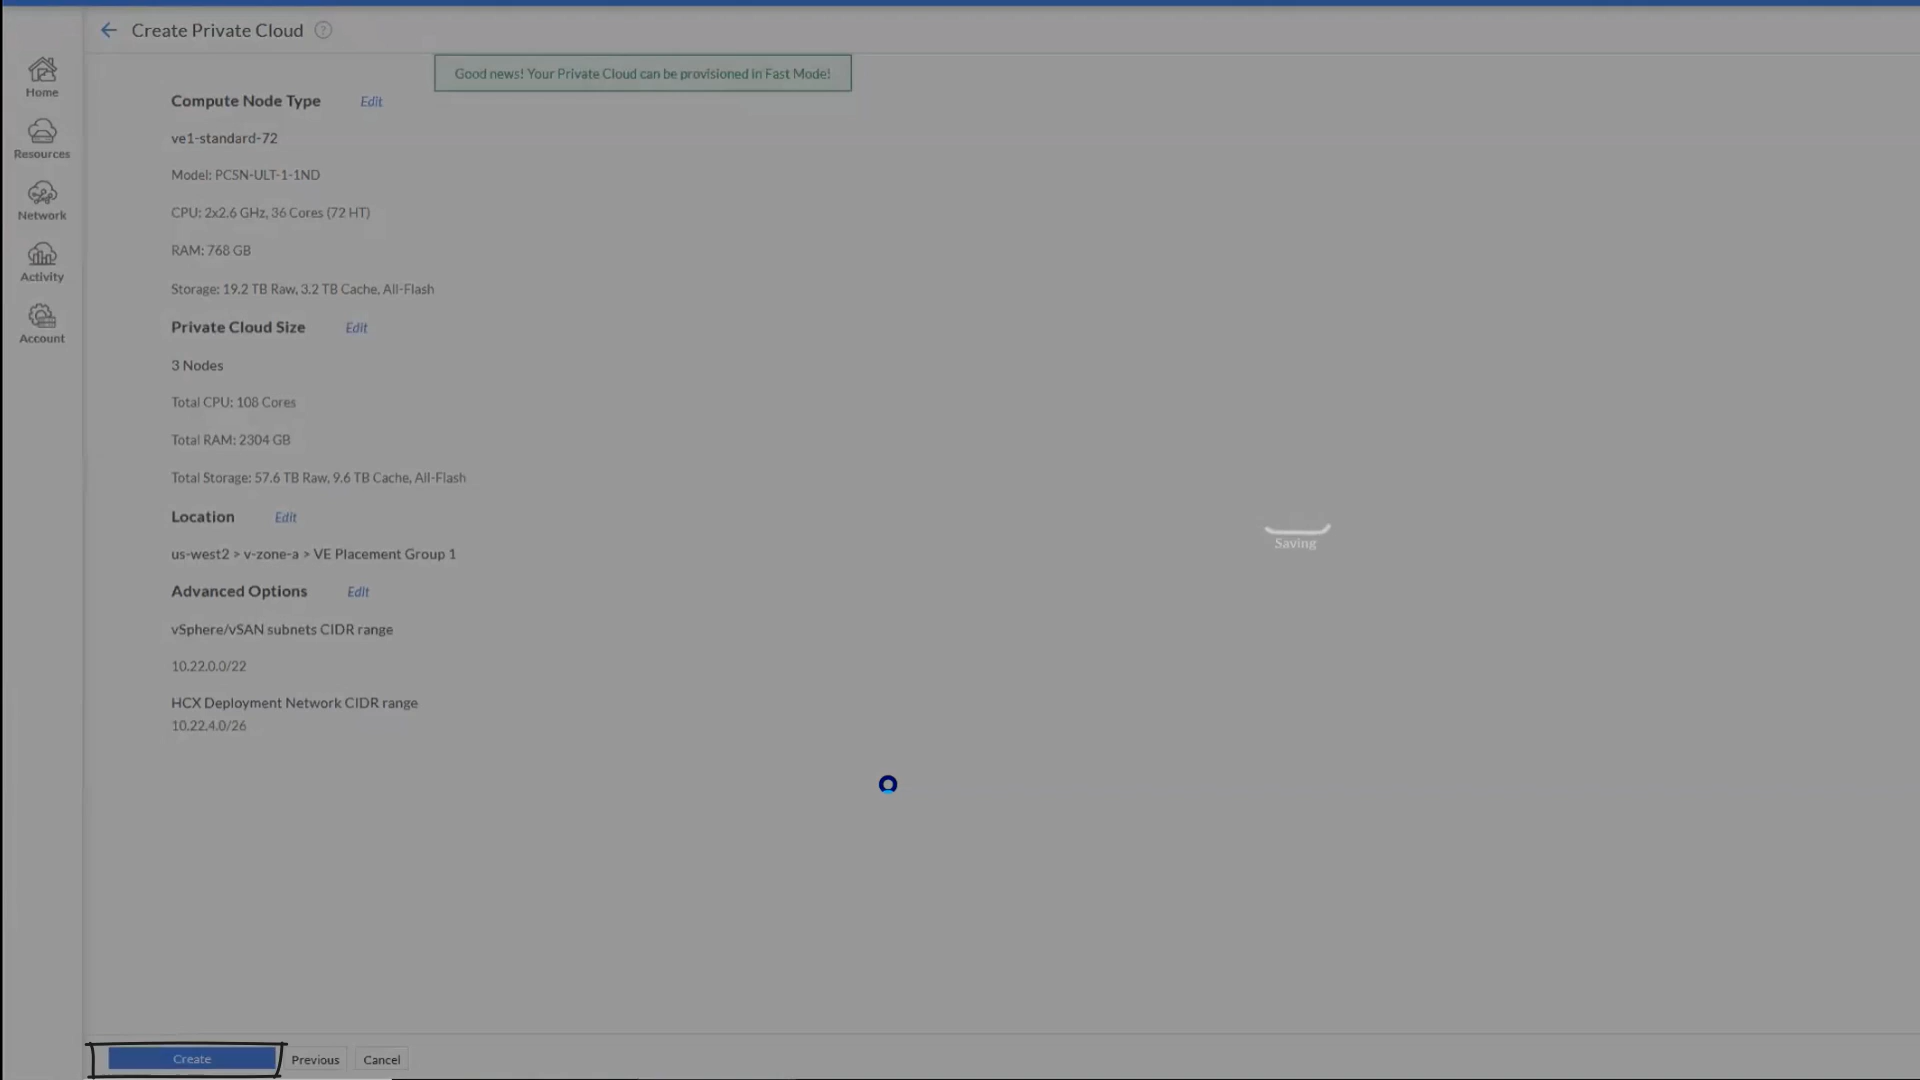 Create Private Cloud ?
Home
Resources
Network
Activity
Account
Good news! Your Private Cloud can be provisioned in Fast Mode!
Compute Node Type Edit
ve1-standard-72
Model: PCSN-ULT-1-1ND
CPU: 2x2.6 GHz, 36 Cores (72 HT)
RAM: 768 GB
Storage: 19.2 TB Raw, 3.2 TB Cache, All-Flash
Private Cloud Size Edit
3 Nodes
Total CPU: 108 Cores
Total RAM: 2304 GB
Total Storage: 57.6 TB Raw, 9.6 TB Cache, All-Flash
Location Edit
us-west2 > v-zone-a > VE Placement Group 1
Advanced Options Edit
vSphere/vSAN subnets CIDR range
10.22.0.0/22
HCX Deployment Network CIDR range
10.22.4.0/26
Saving
Create Previous Cancel